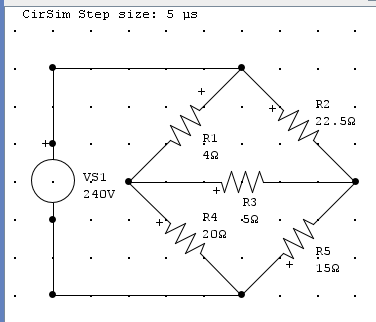 CirSim Step size: 5 µs
+
+
R2
+
22.5Ω
+
R1
4Ω
VS1
240V
+
R3
5Ω
R4
+
20Ω
R5
+
15Ω